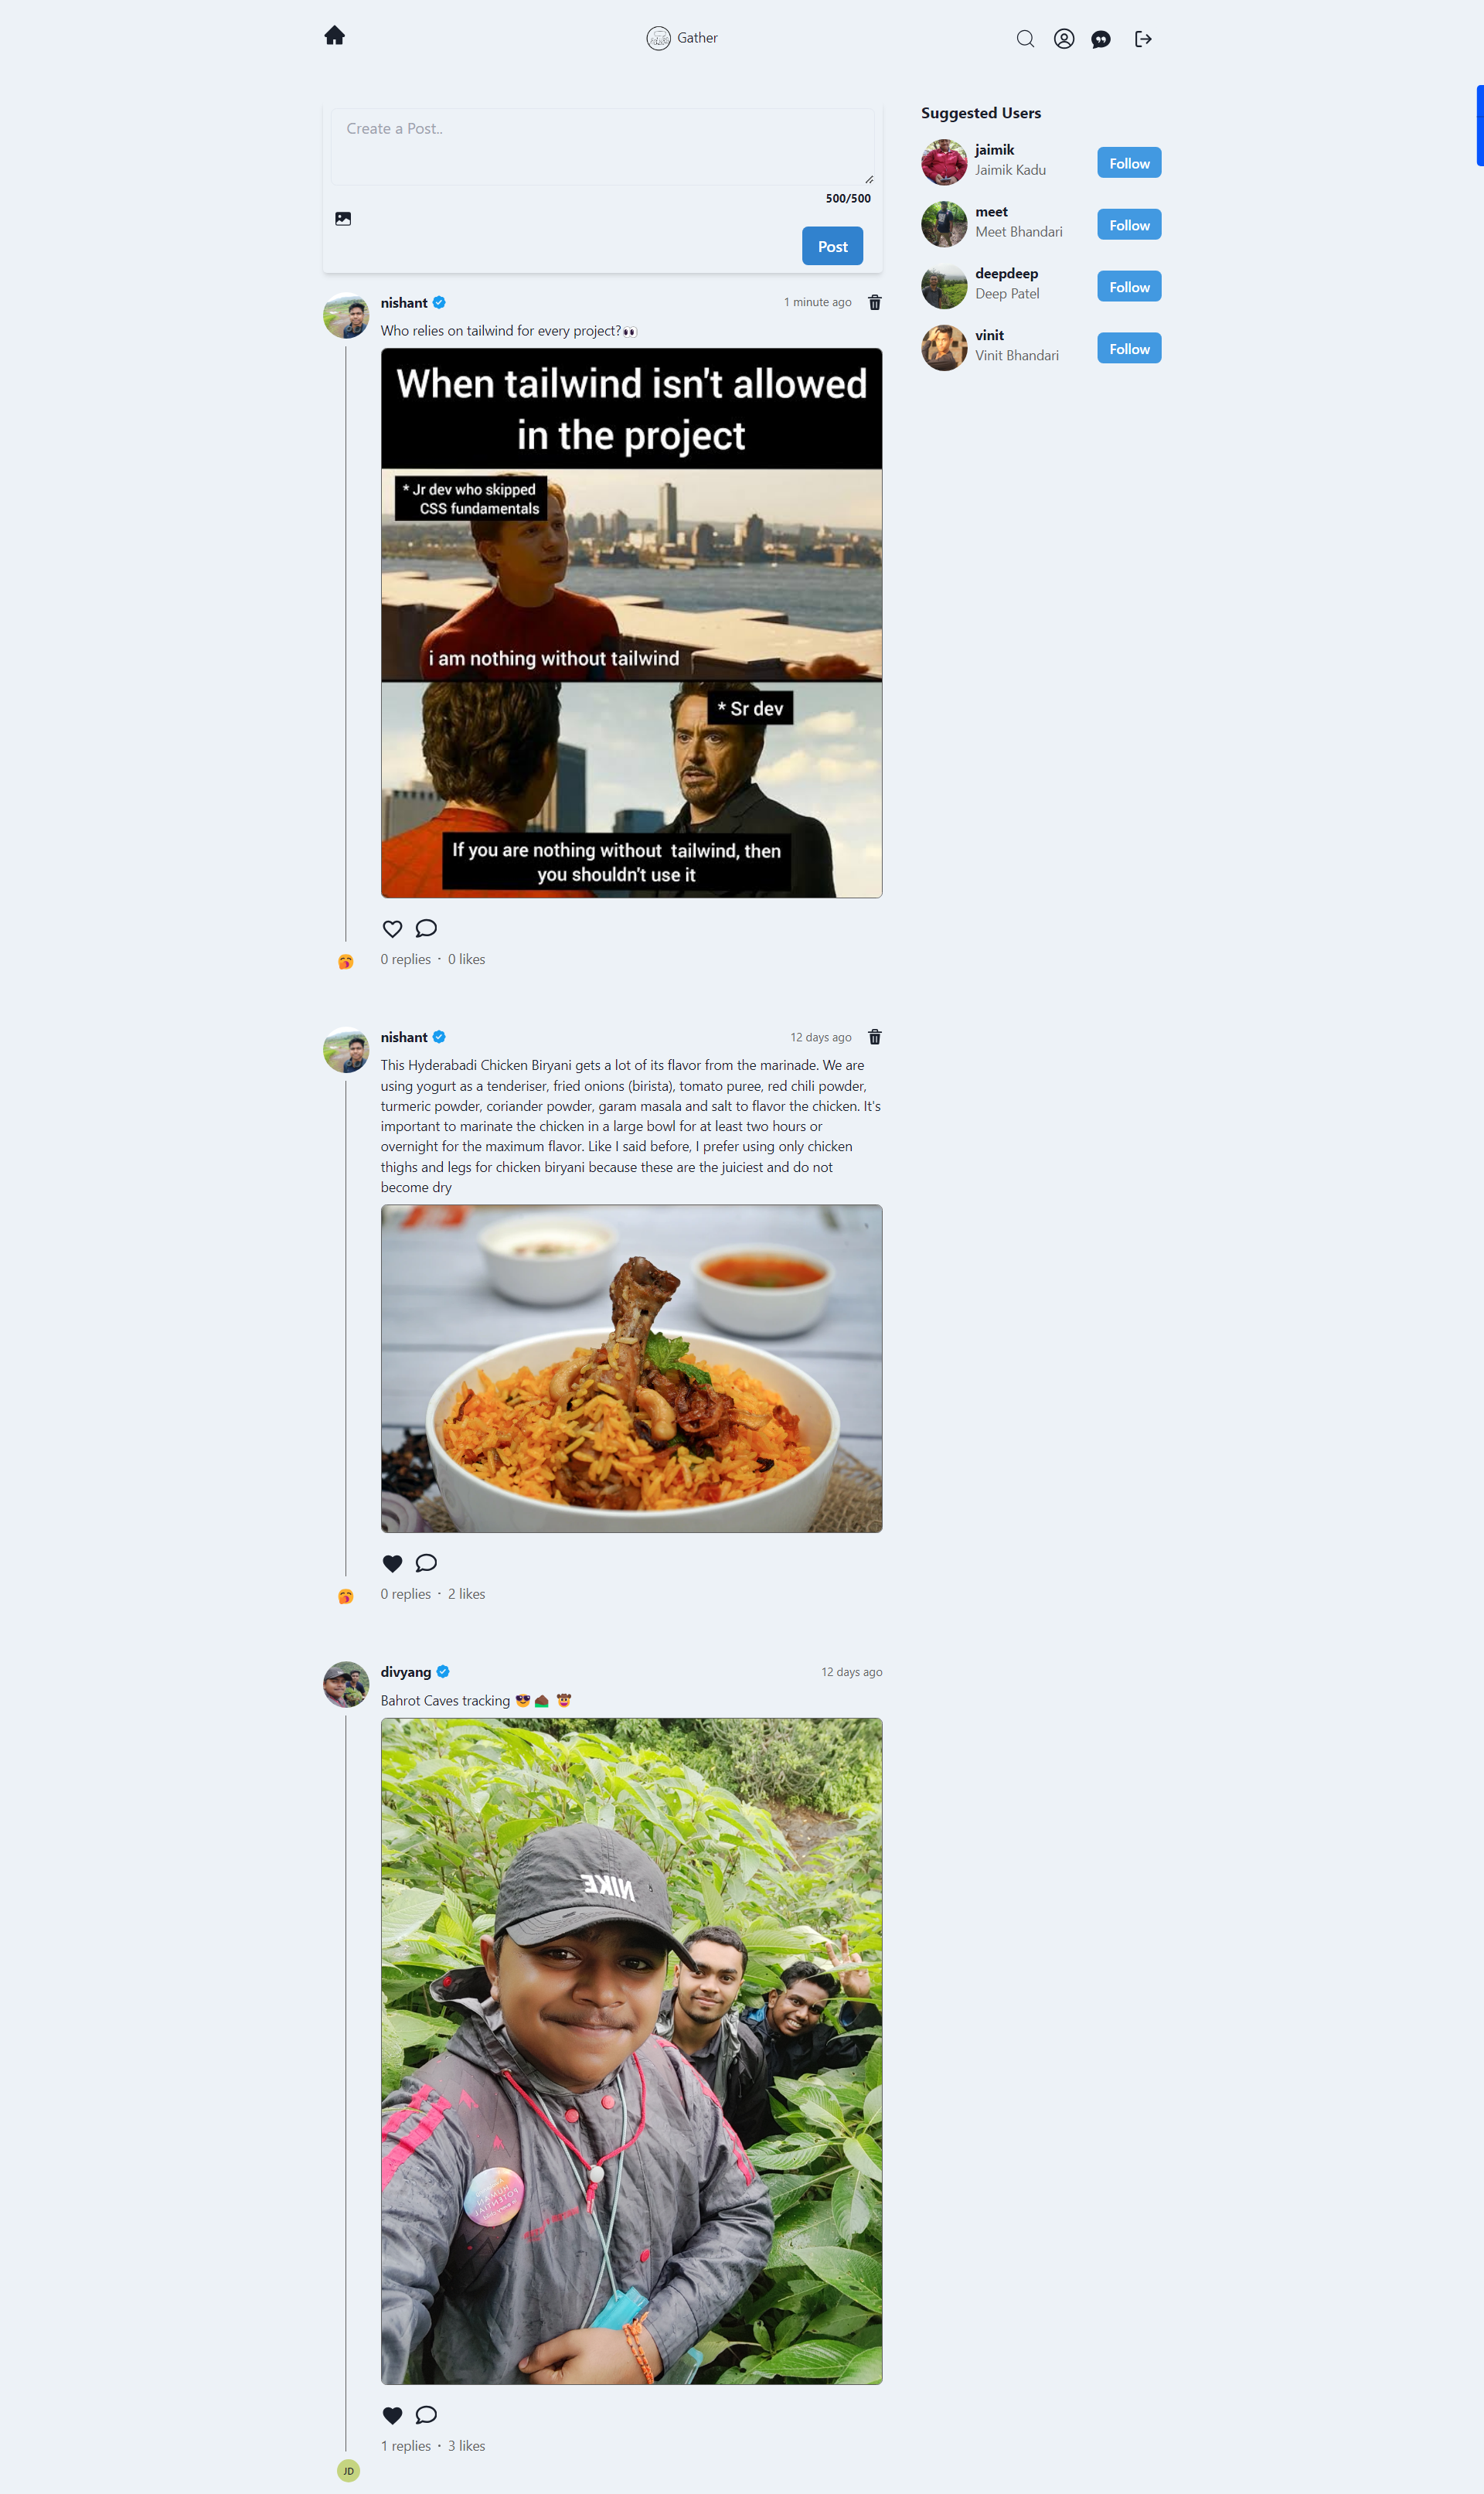 Gather
Create a Post..
500/500
Post
nishant
1 minute ago
Who relies on tailwind for every project?👀
When tailwind isn't allowed
in the project
* Jr dev who skipped
CSS fundamentals
i am nothing without tailwind
* Sr dev
If you are nothing without tailwind, then
you shouldn't use it
0 replies · 0 likes
nishant
12 days ago
This Hyderabadi Chicken Biryani gets a lot of its flavor from the marinade. We are
using yogurt as a tenderiser, fried onions (birista), tomato puree, red chili powder,
turmeric powder, coriander powder, garam masala and salt to flavor the chicken. It's
important to marinate the chicken in a large bowl for at least two hours or
overnight for the maximum flavor. Like I said before, I prefer using only chicken
thighs and legs for chicken biryani because these are the juiciest and do not
become dry
0 replies · 2 likes
divyang
12 days ago
Bahrot Caves tracking
NIKE
HUMAN
POTENTIAL
1 replies · 3 likes
JD
Suggested Users
jaimik
Jaimik Kadu
Follow
meet
Meet Bhandari
Follow
deepdeep
Deep Patel
Follow
vinit
Vinit Bhandari
Follow